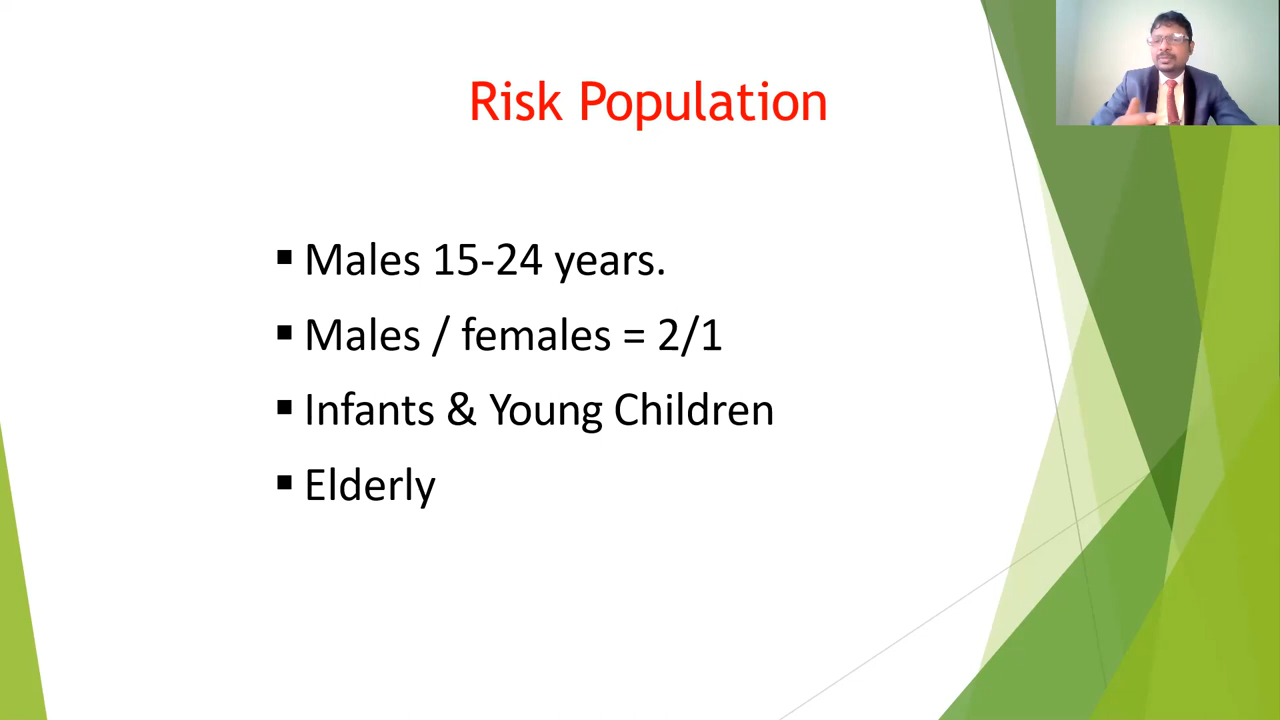 Risk Population
▪ Males 15-24 years.
▪ Males / females = 2/1
▪ Infants & Young Children
▪ Elderly